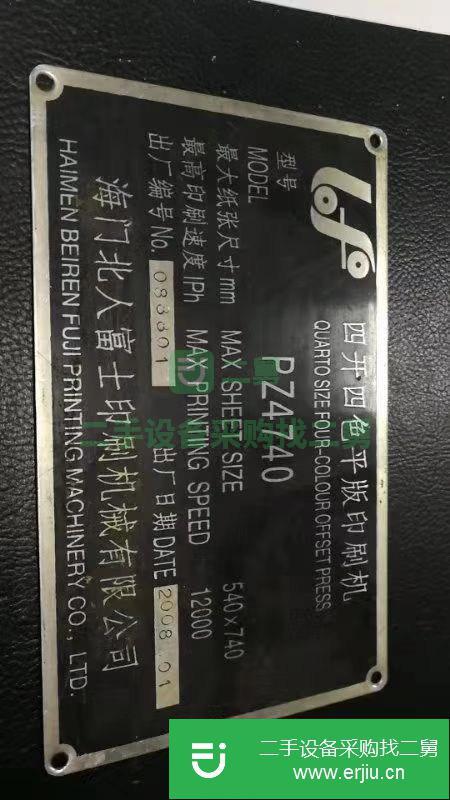 四开四色平版印刷机
QUARTO SIZE FOUR-COLOUR OFFSET PRESS
型号
MODEL PZ4740
最大纸张尺寸mm MAX SHEET SIZE 540×740
最高印刷速度IPh MAX PRINTING SPEED 12000
出厂编号No. 083801 出厂日期DATE 2008.01
海门北人富士印刷机械有限公司
HAIMEN BEIREN FUJI PRINTING MACHINERY CO., LTD.
二舅
二手设备采购找二舅
二手设备采购找二舅
www.erjiu.cn